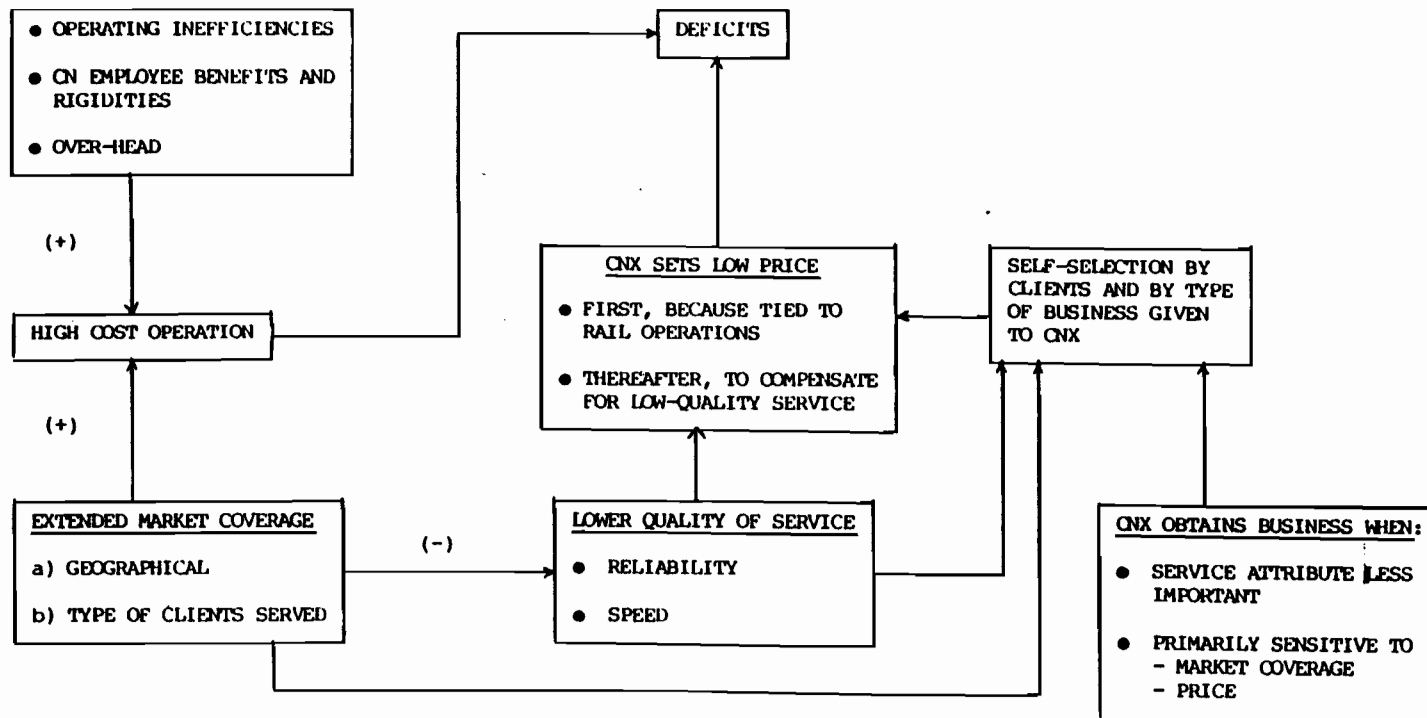 ● OPERATING INEFFICIENCIES
● CN EMPLOYEE BENEFITS AND
RIGIDITIES
● OVER-HEAD
DEFICITS
(+)
HIGH COST OPERATION
CNX SETS LOW PRICE
● FIRST, BECAUSE TIED TO
RAIL OPERATIONS
● THEREAFTER, TO COMPENSATE
FOR LOW-QUALITY SERVICE
SELF-SELECTION BY
CLIENTS AND BY TYPE
OF BUSINESS GIVEN
TO CNX
(+)
EXTENDED MARKET COVERAGE
a) GEOGRAPHICAL
b) TYPE OF CLIENTS SERVED
(-)
LOWER QUALITY OF SERVICE
● RELIABILITY
● SPEED
CNX OBTAINS BUSINESS WHEN:
● SERVICE ATTRIBUTE LESS
IMPORTANT
● PRIMARILY SENSITIVE TO
- MARKET COVERAGE
- PRICE